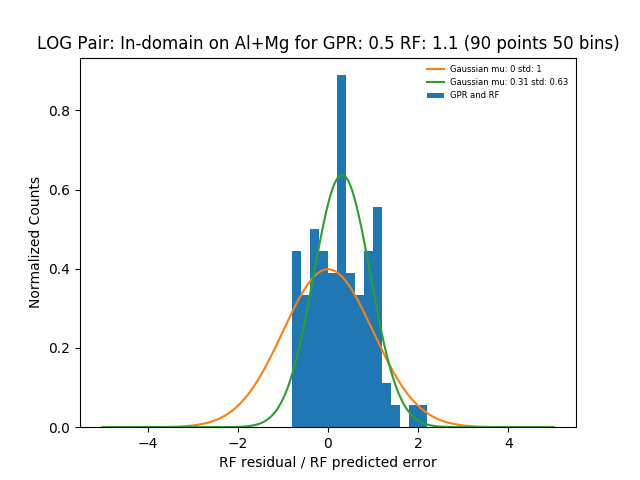 LOG Pair: In-domain on Al+Mg for GPR: 0.5 RF: 1.1 (90 points 50 bins)
Gaussian mu: 0 std: 1
Gaussian mu: 0.31 std: 0.63
GPR and RF
0.8
0.6
0.4
0.2
0.0
Normalized Counts
−4 −2 0 2 4
RF residual / RF predicted error